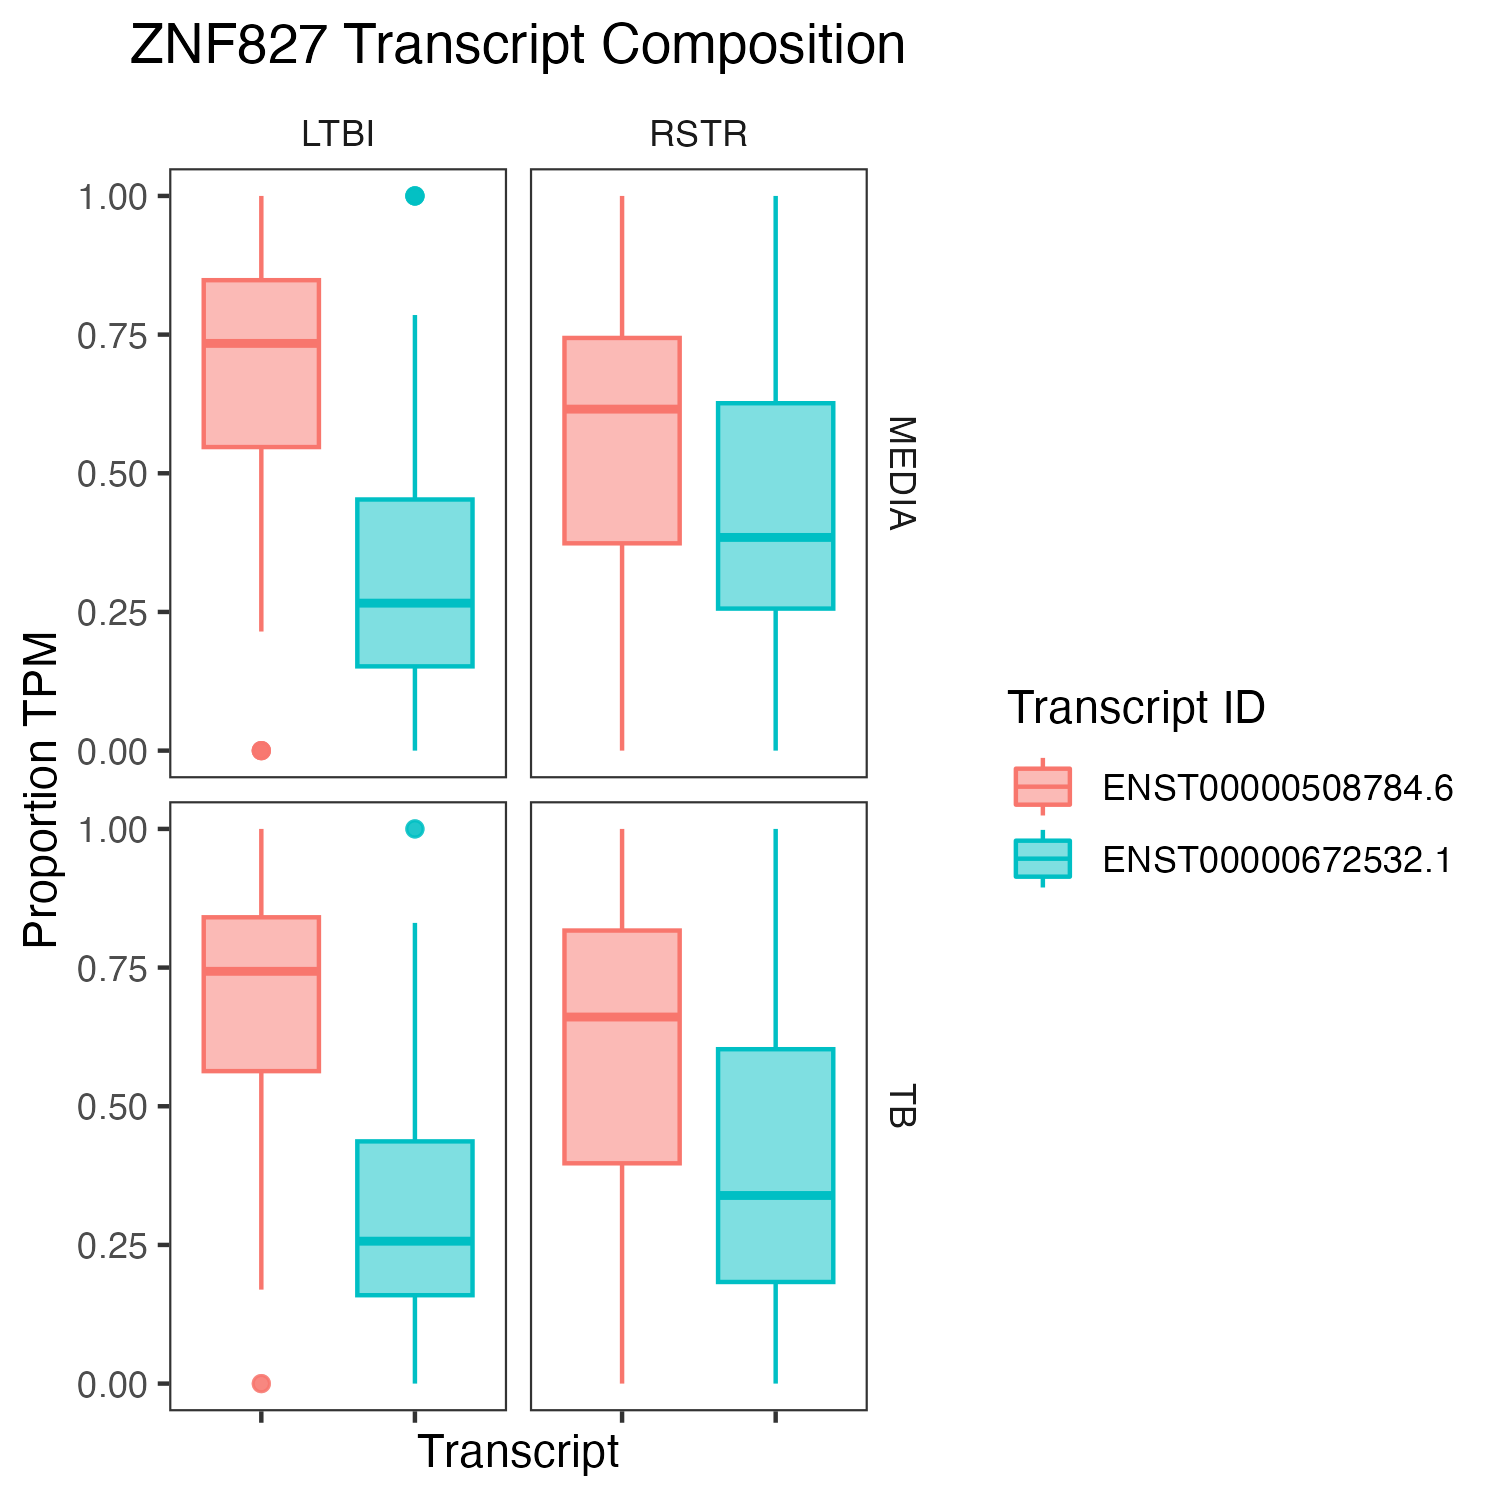 ZNF827 Transcript Composition
LTBI
RSTR
1.00
0.75
0.50
0.25
0.00
MEDIA
1.00
0.75
0.50
0.25
0.00
TB
Proportion TPM
Transcript
Transcript ID
ENST00000508784.6
ENST00000672532.1